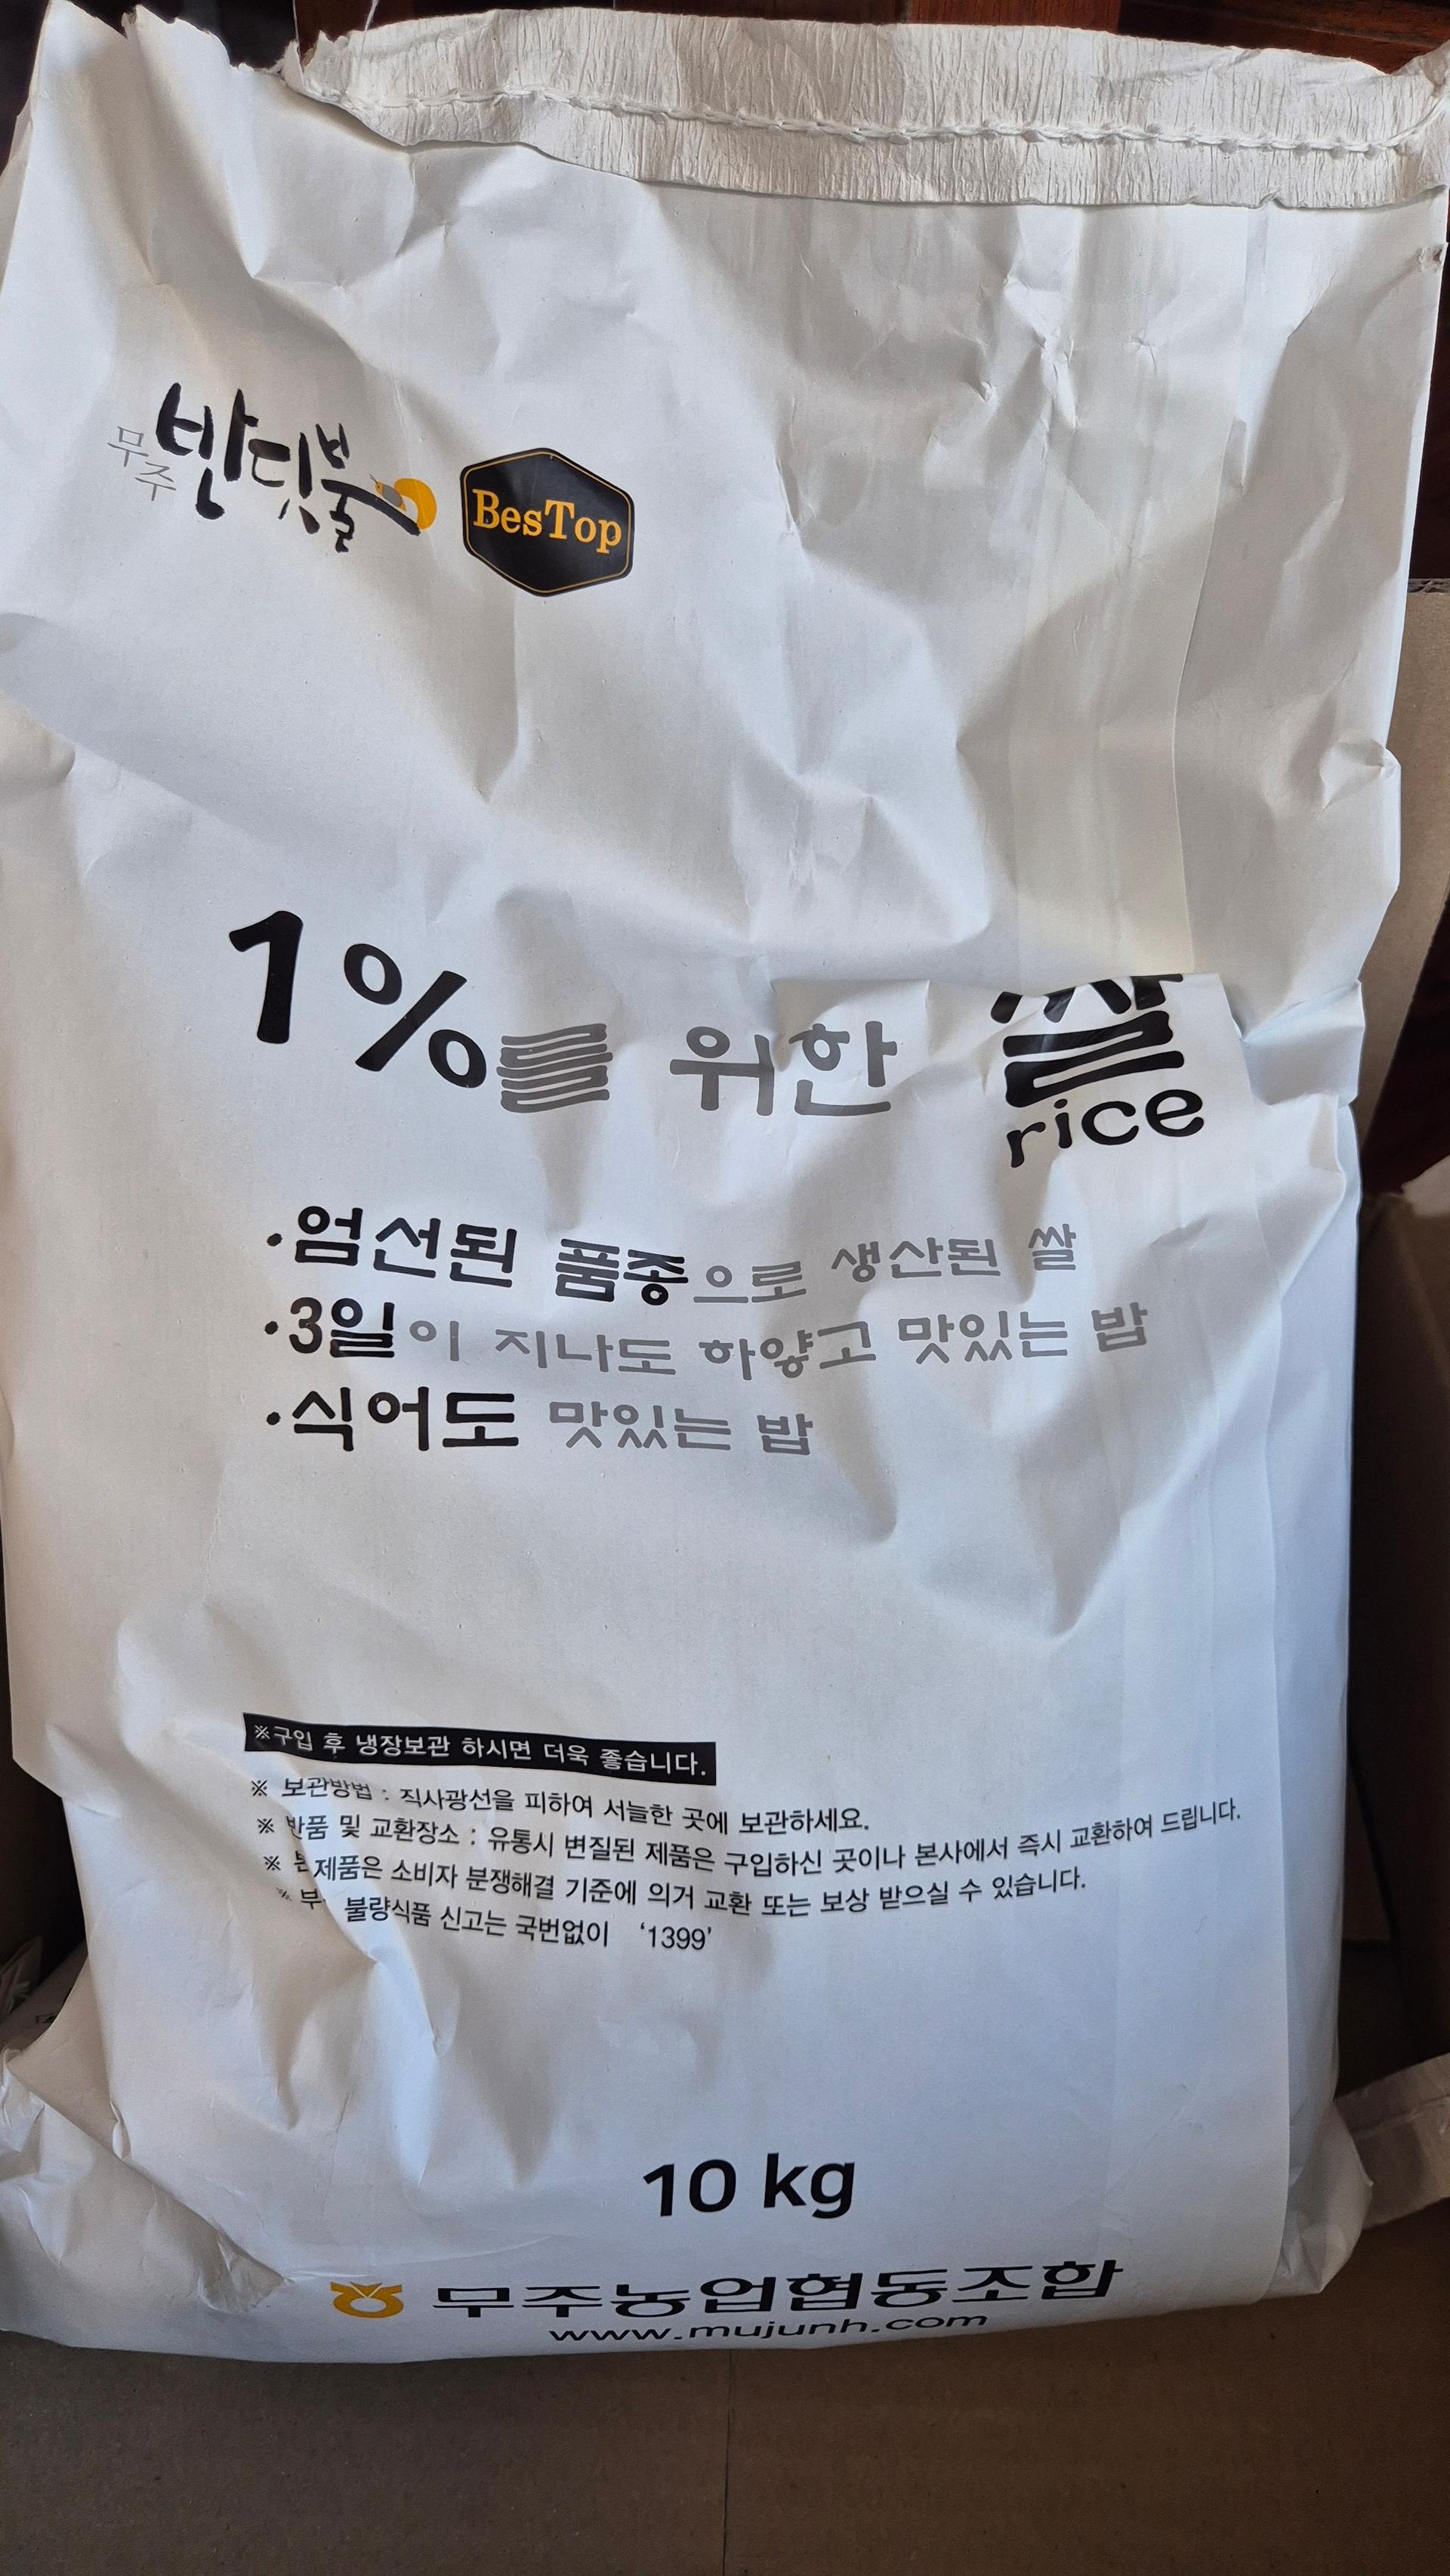 무주 반딧불
BesTop
1%를 위한 쌀
rice
·엄선된 품종으로 생산된 쌀
·3일이 지나도 하얗고 맛있는 밥
·식어도 맛있는 밥
※구입 후 냉장보관 하시면 더욱 좋습니다.
※ 보관방법 : 직사광선을 피하여 서늘한 곳에 보관하세요.
※ 반품 및 교환장소 : 유통시 변질된 제품은 구입하신 곳이나 본사에서 즉시 교환하여 드립니다.
※ 본 제품은 소비자 분쟁해결 기준에 의거 교환 또는 보상 받으실 수 있습니다.
※ 불량식품 신고는 국번없이 '1399'
10 kg
무주농업협동조합
www.mujunh.com